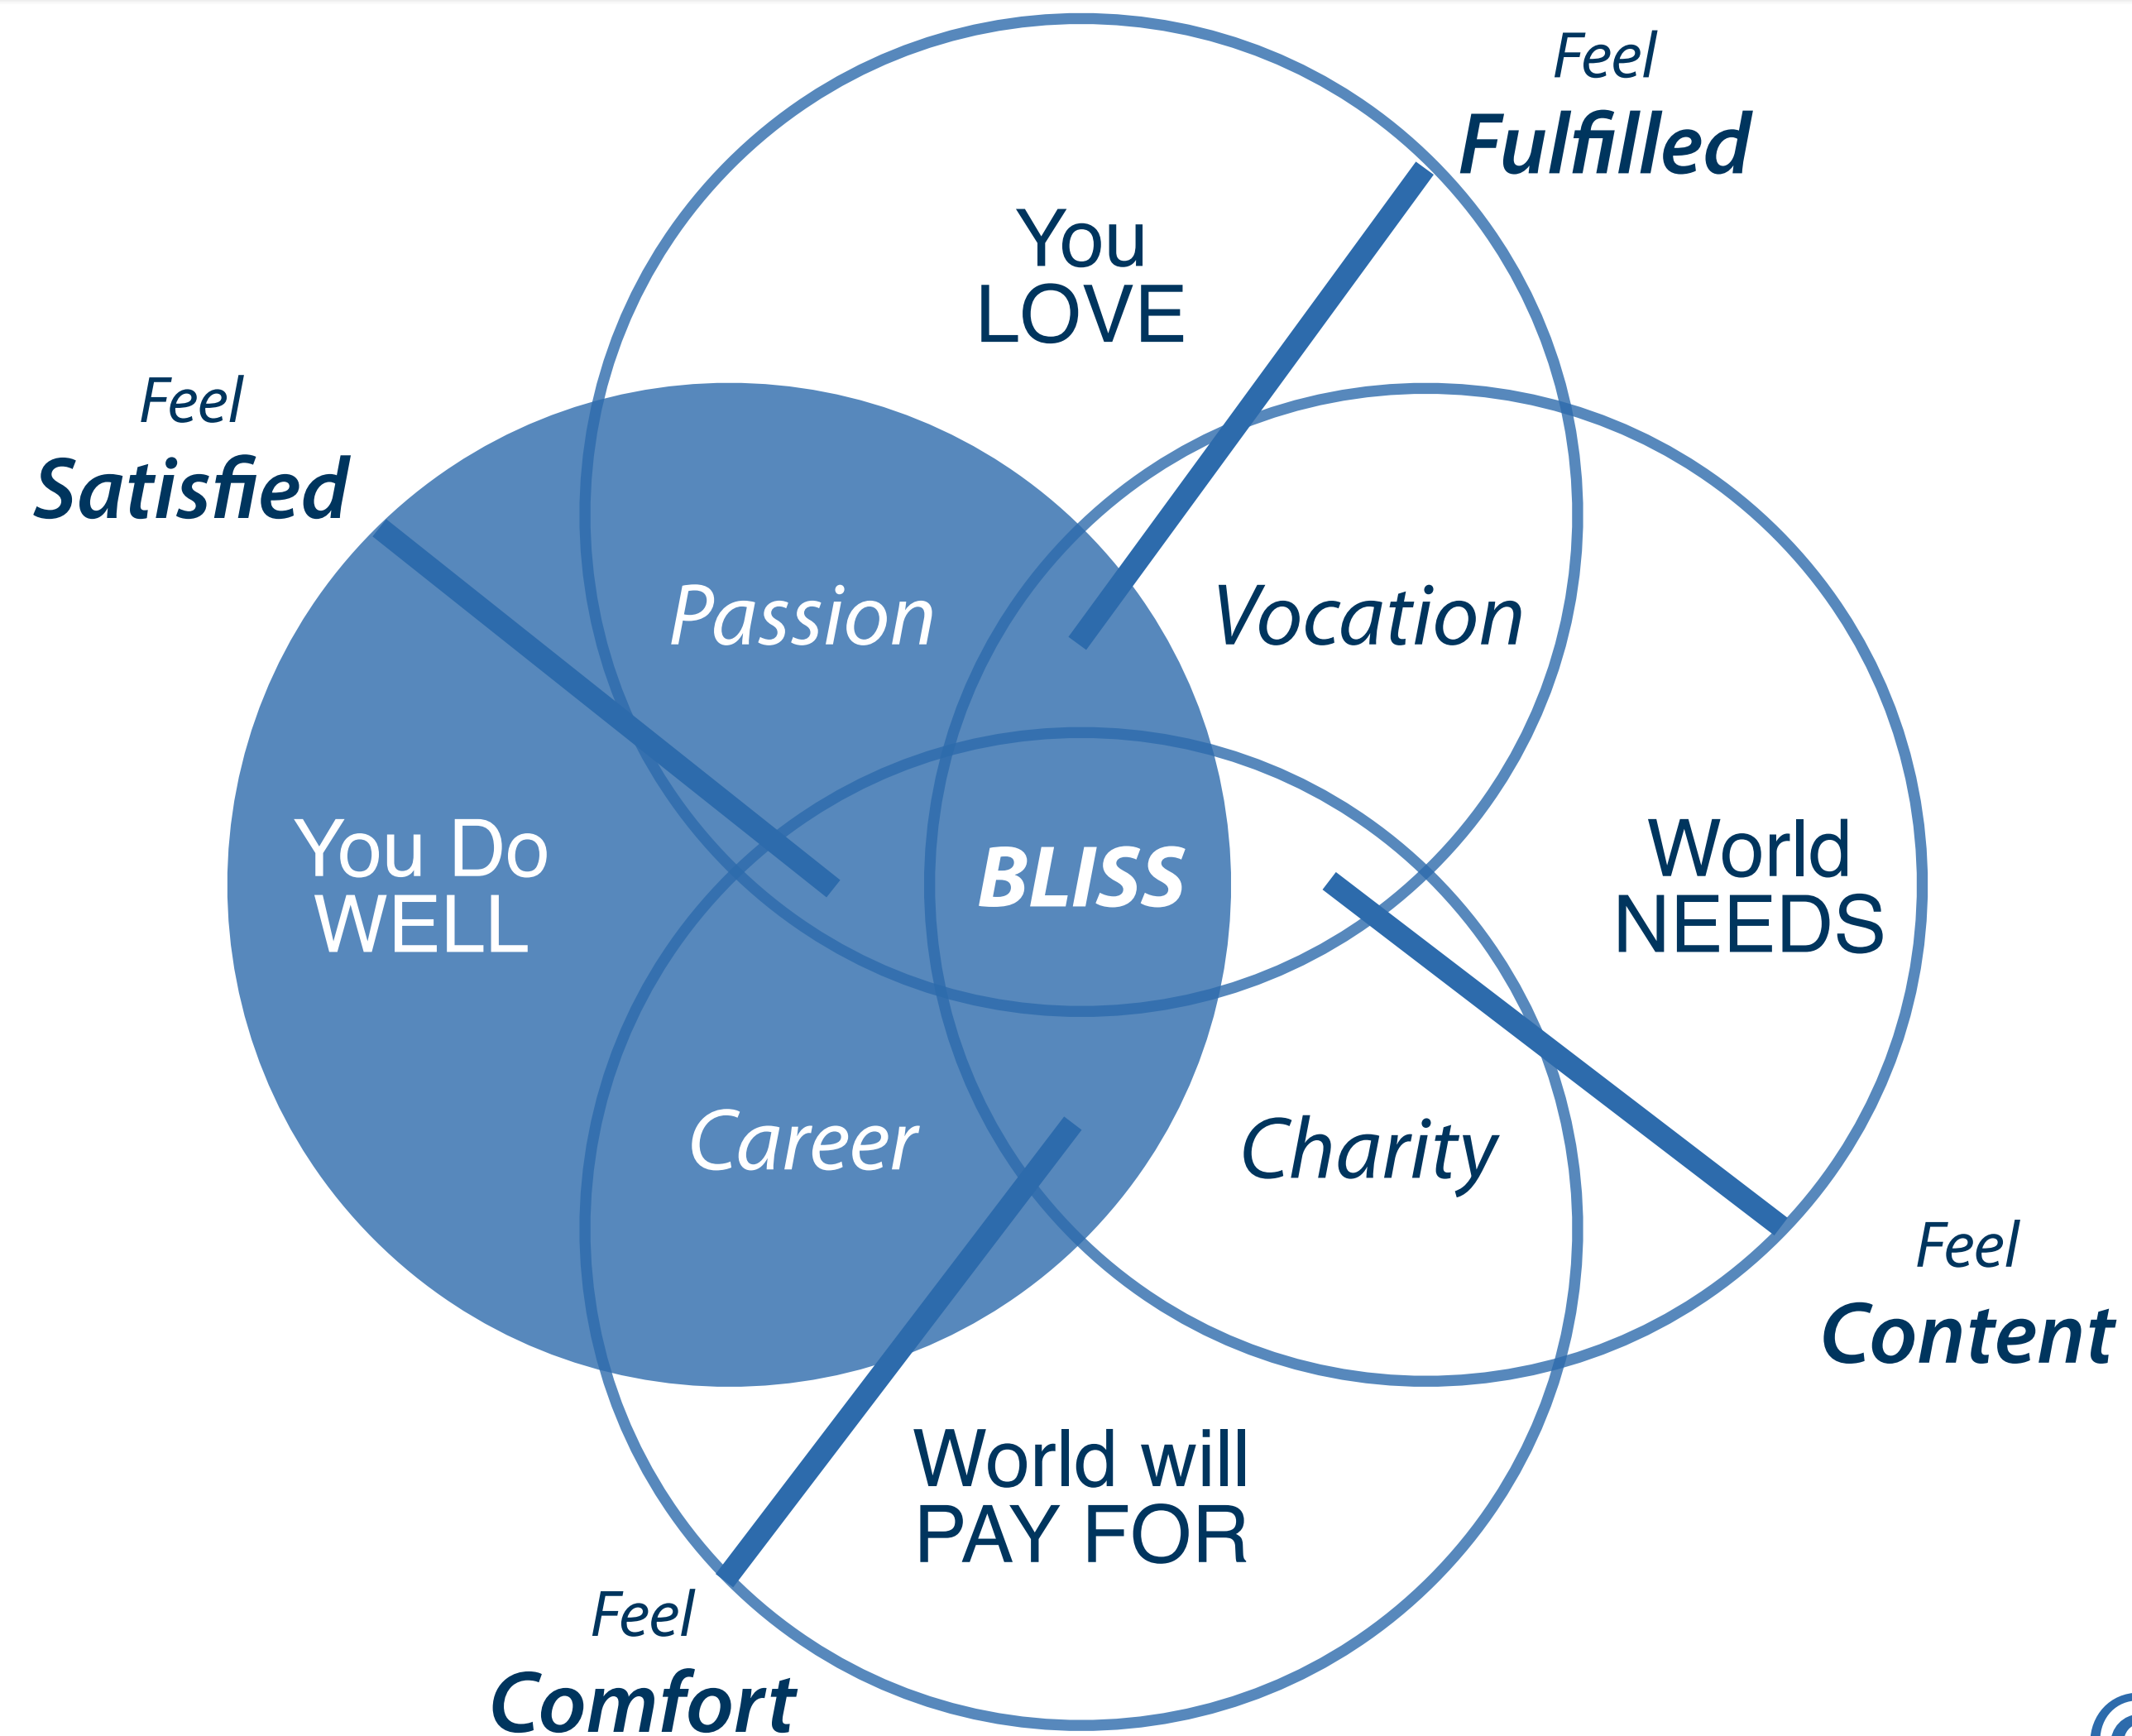 Feel
Fulfilled
You
LOVE
Feel
Satisfied
Passion
Vocation
You Do
WELL
BLISS
World
NEEDS
Career
Charity
Feel
Content
World will
PAY FOR
Feel
Comfort